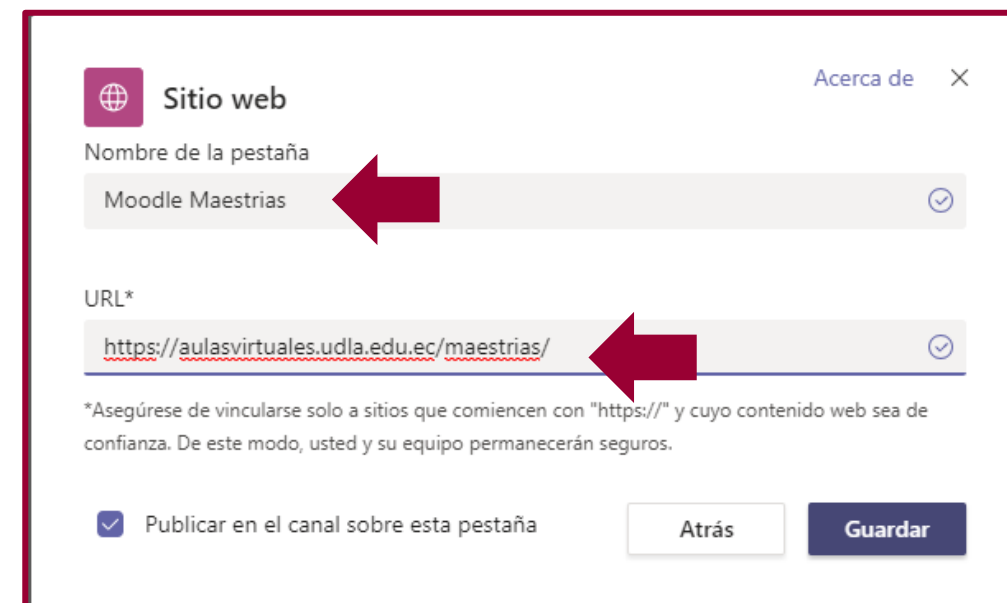 Acerca de
Sitio web
Nombre de la pestaña
Moodle Maestrias
URL*
https://aulasvirtuales.udla.edu.ec/maestrias/
*Asegúrese de vincularse solo a sitios que comiencen con "https://" y cuyo contenido web sea de
confianza. De este modo, usted y su equipo permanecerán seguros.
Publicar en el canal sobre esta pestaña
Atrás
Guardar